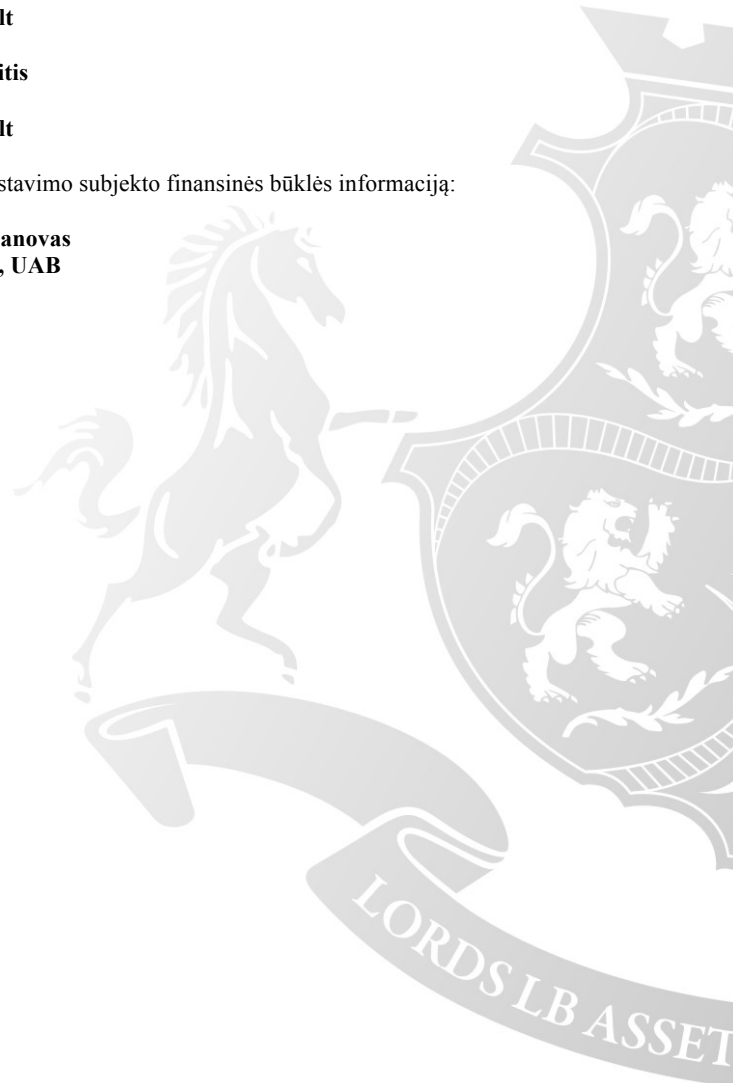 lt
itis
lt
stavimo subjekto finansinės būklės informaciją:
anovas
, UAB
LORDS LB ASSET